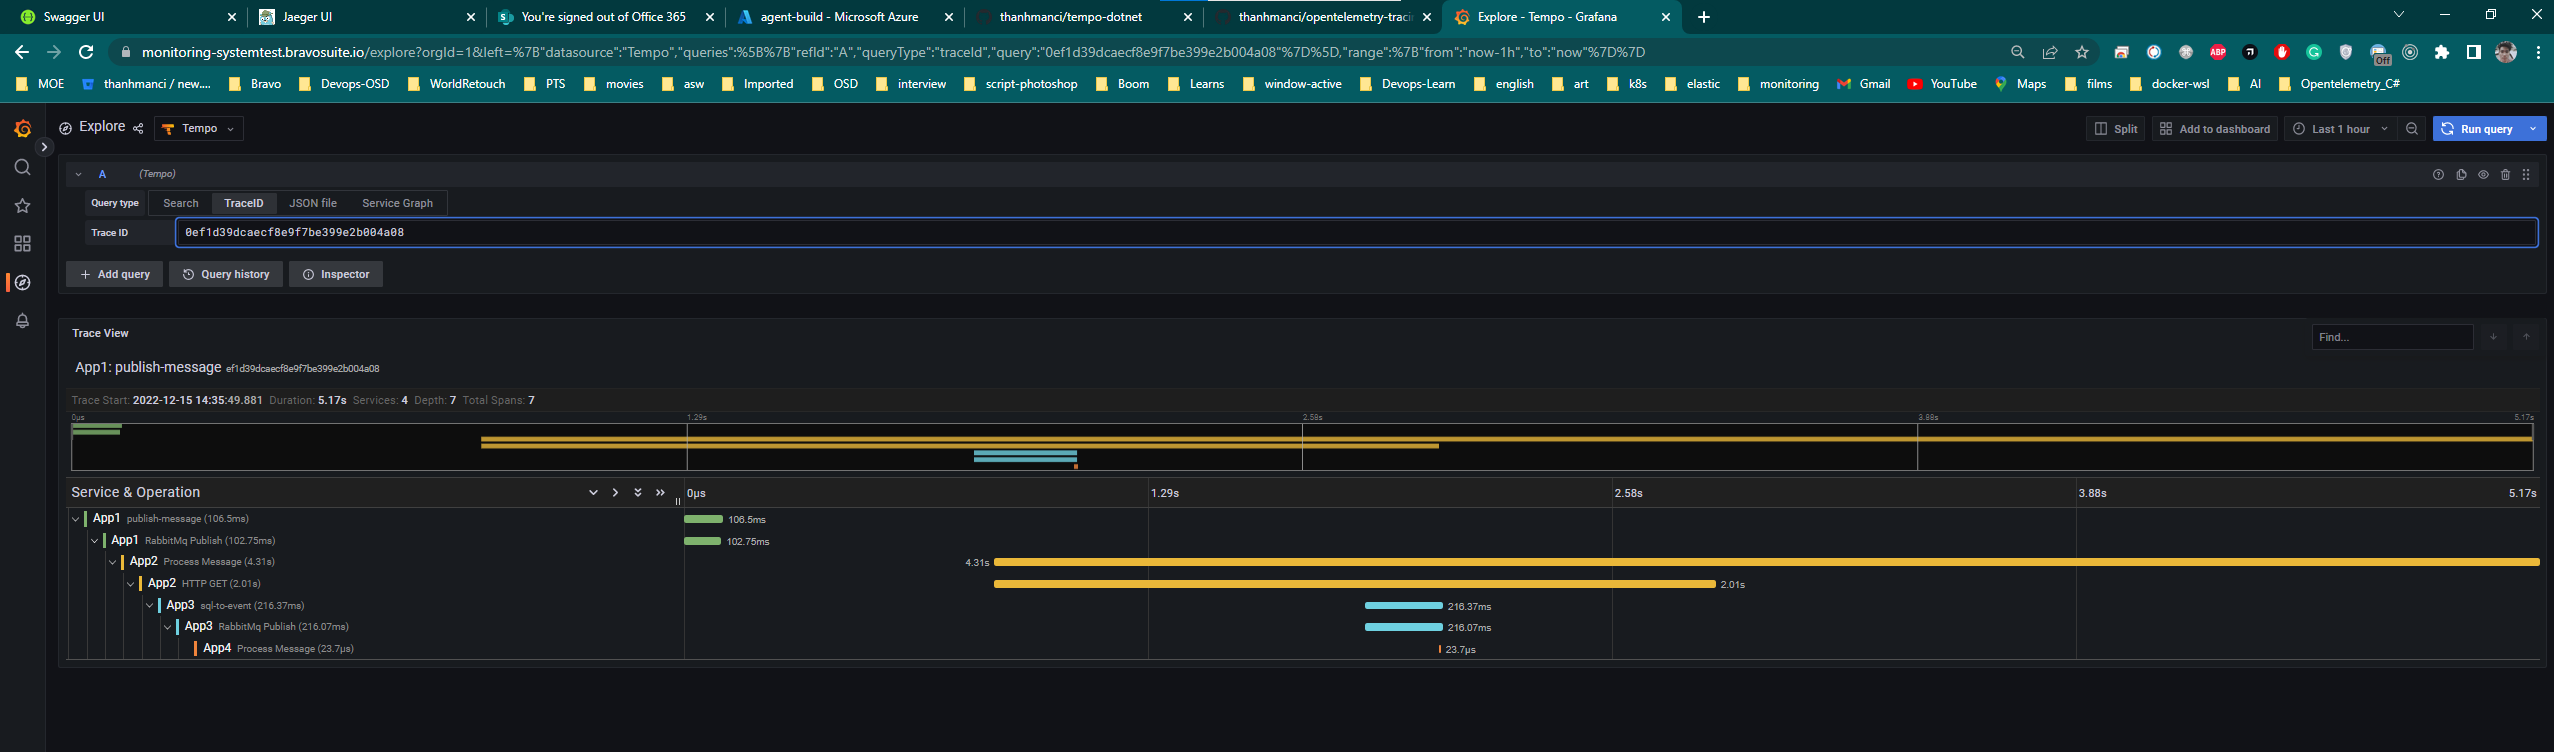 Swagger UI
Jaeger UI
You're signed out of Office 365
agent-build - Microsoft Azure
thanhmanci/tempo-dotnet
thanhmanci/opentelemetry-tracin
Explore - Tempo - Grafana
monitoring-systemtest.bravosuite.io/explore?orgId=1&left=%7B"datasource":"Tempo","queries":%5B%7B"refId":"A","queryType":"traceId","query":"0ef1d39dcaecf8e9f7be399e2b004a08"%7D%5D,"range":%7B"from":"now-1h","to":"now"%7D%7D
ABP
Off
MOE
thanhmanci / new....
Bravo
Devops-OSD
WorldRetouch
PTS
movies
asw
Imported
OSD
interview
script-photoshop
Boom
Learns
window-active
Devops-Learn
english
art
k8s
elastic
monitoring
Gmail
YouTube
Maps
films
docker-wsl
AI
Opentelemetry_C#
Explore
Tempo
Split
Add to dashboard
Last 1 hour
Run query
A (Tempo)
Query type Search TraceID JSON file Service Graph
Trace ID 0ef1d39dcaecf8e9f7be399e2b004a08
+ Add query
Query history
Inspector
Trace View
Find...
App1: publish-message ef1d39dcaecf8e9f7be399e2b004a08
Trace Start: 2022-12-15 14:35:49.881 Duration: 5.17s Services: 4 Depth: 7 Total Spans: 7
0μs 1.29s 2.58s 3.88s 5.17s
Service & Operation 0μs 1.29s 2.58s 3.88s 5.17s
App1 publish-message (106.5ms) 106.5ms
App1 RabbitMq Publish (102.75ms) 102.75ms
App2 Process Message (4.31s) 4.31s
App2 HTTP GET (2.01s) 2.01s
App3 sql-to-event (216.37ms) 216.37ms
App3 RabbitMq Publish (216.07ms) 216.07ms
App4 Process Message (23.7μs) 23.7μs